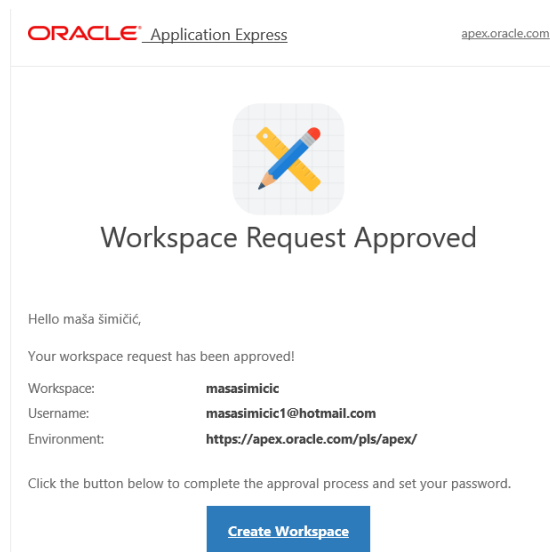 ORACLE Application Express
apex.oracle.com
Workspace Request Approved
Hello maša šimičić,
Your workspace request has been approved!
Workspace: masasimicic
Username: masasimicic1@hotmail.com
Environment: https://apex.oracle.com/pls/apex/
Click the button below to complete the approval process and set your password.
Create Workspace